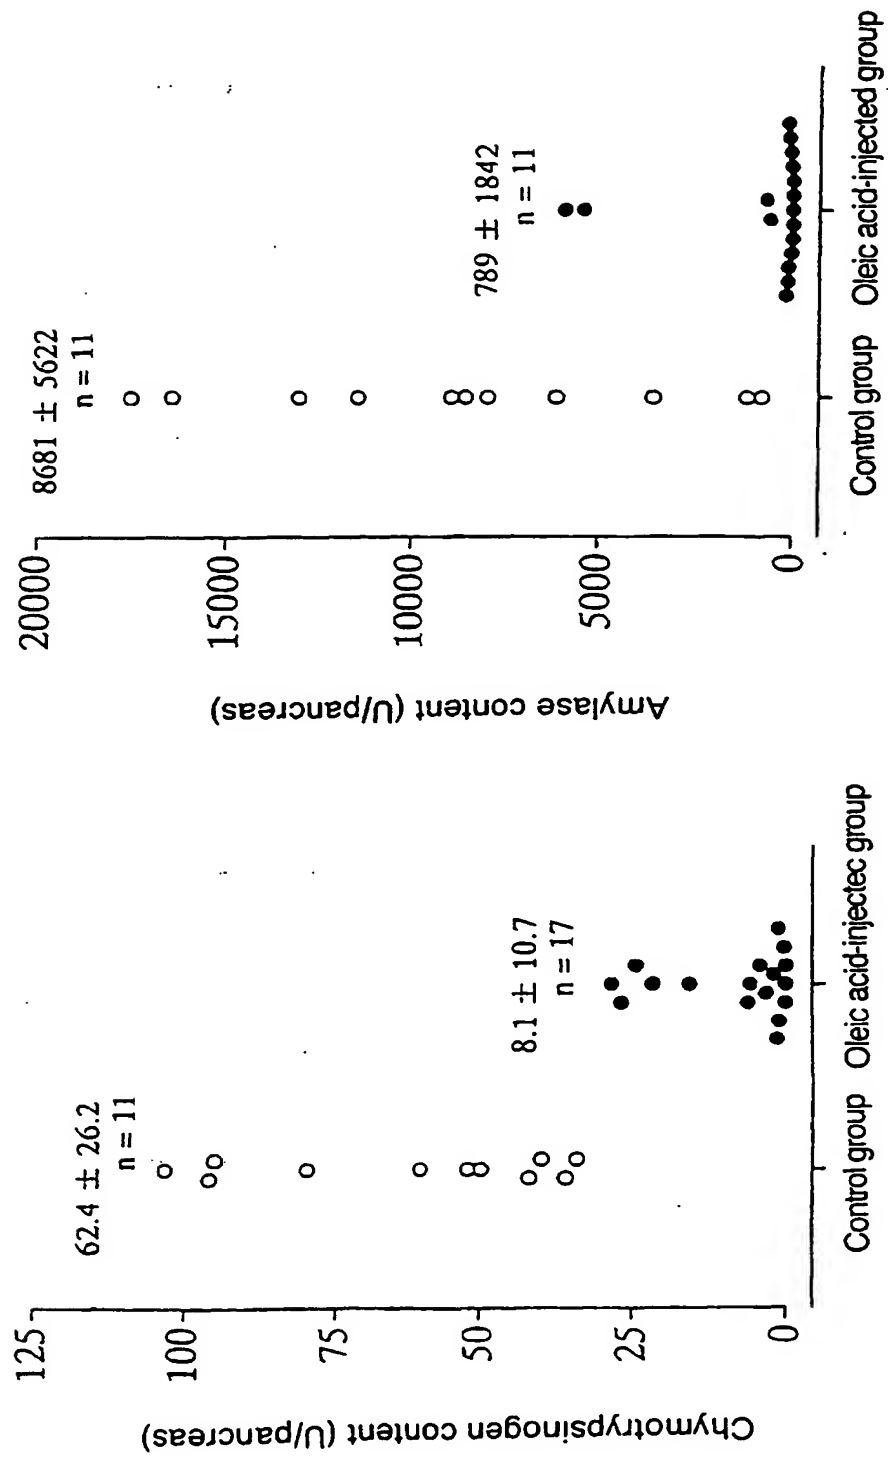 Chymotrypsinogen content (U/pancreas)
125
100
75
50
25
0
62.4 ± 26.2
n = 11
8.1 ± 10.7
n = 17
Control group
Oleic acid-injectec group
Amylase content (U/pancreas)
20000
15000
10000
5000
0
8681 ± 5622
n = 11
789 ± 1842
n = 11
Control group
Oleic acid-injected group